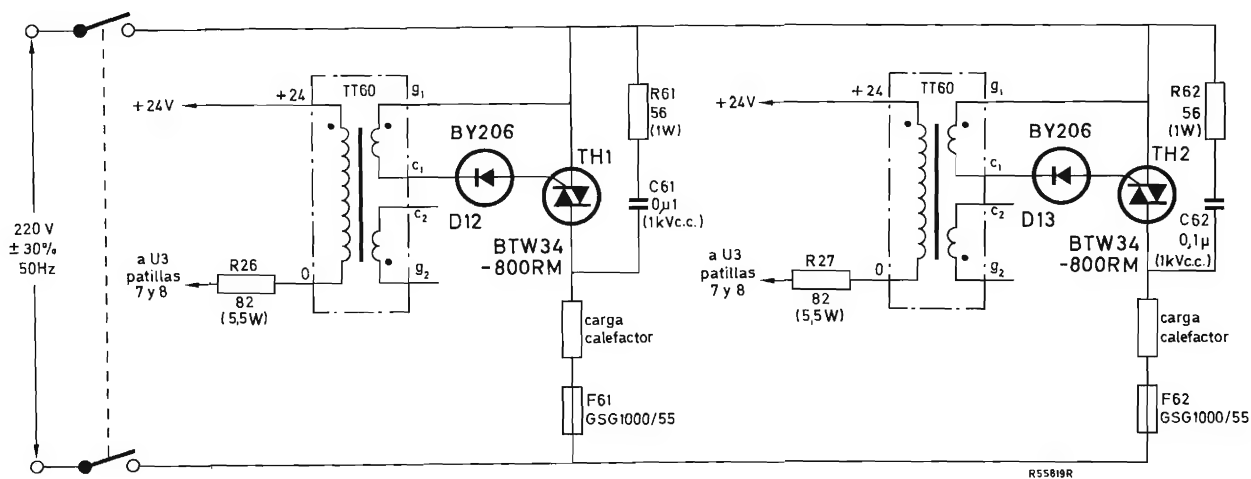 220 V
± 30%
50Hz
+24V
+24
TT60
g₁
c₁
c₂
g₂
0
a U3
patillas
7 y 8
R26
82
(5,5W)
BY206
D12
TH1
BTW34
-800RM
R61
56
(1W)
C61
0,µ1
(1kVc.c.)
carga
calefactor
F61
GSG1000/55
+24V
+24
TT60
g₁
c₁
c₂
g₂
0
a U3
patillas
7 y 8
R27
82
(5,5W)
BY206
D13
TH2
BTW34
-800RM
R62
56
(1W)
C62
0,1µ
(1kVc.c.)
carga
calefactor
F62
GSG1000/55
R55819R